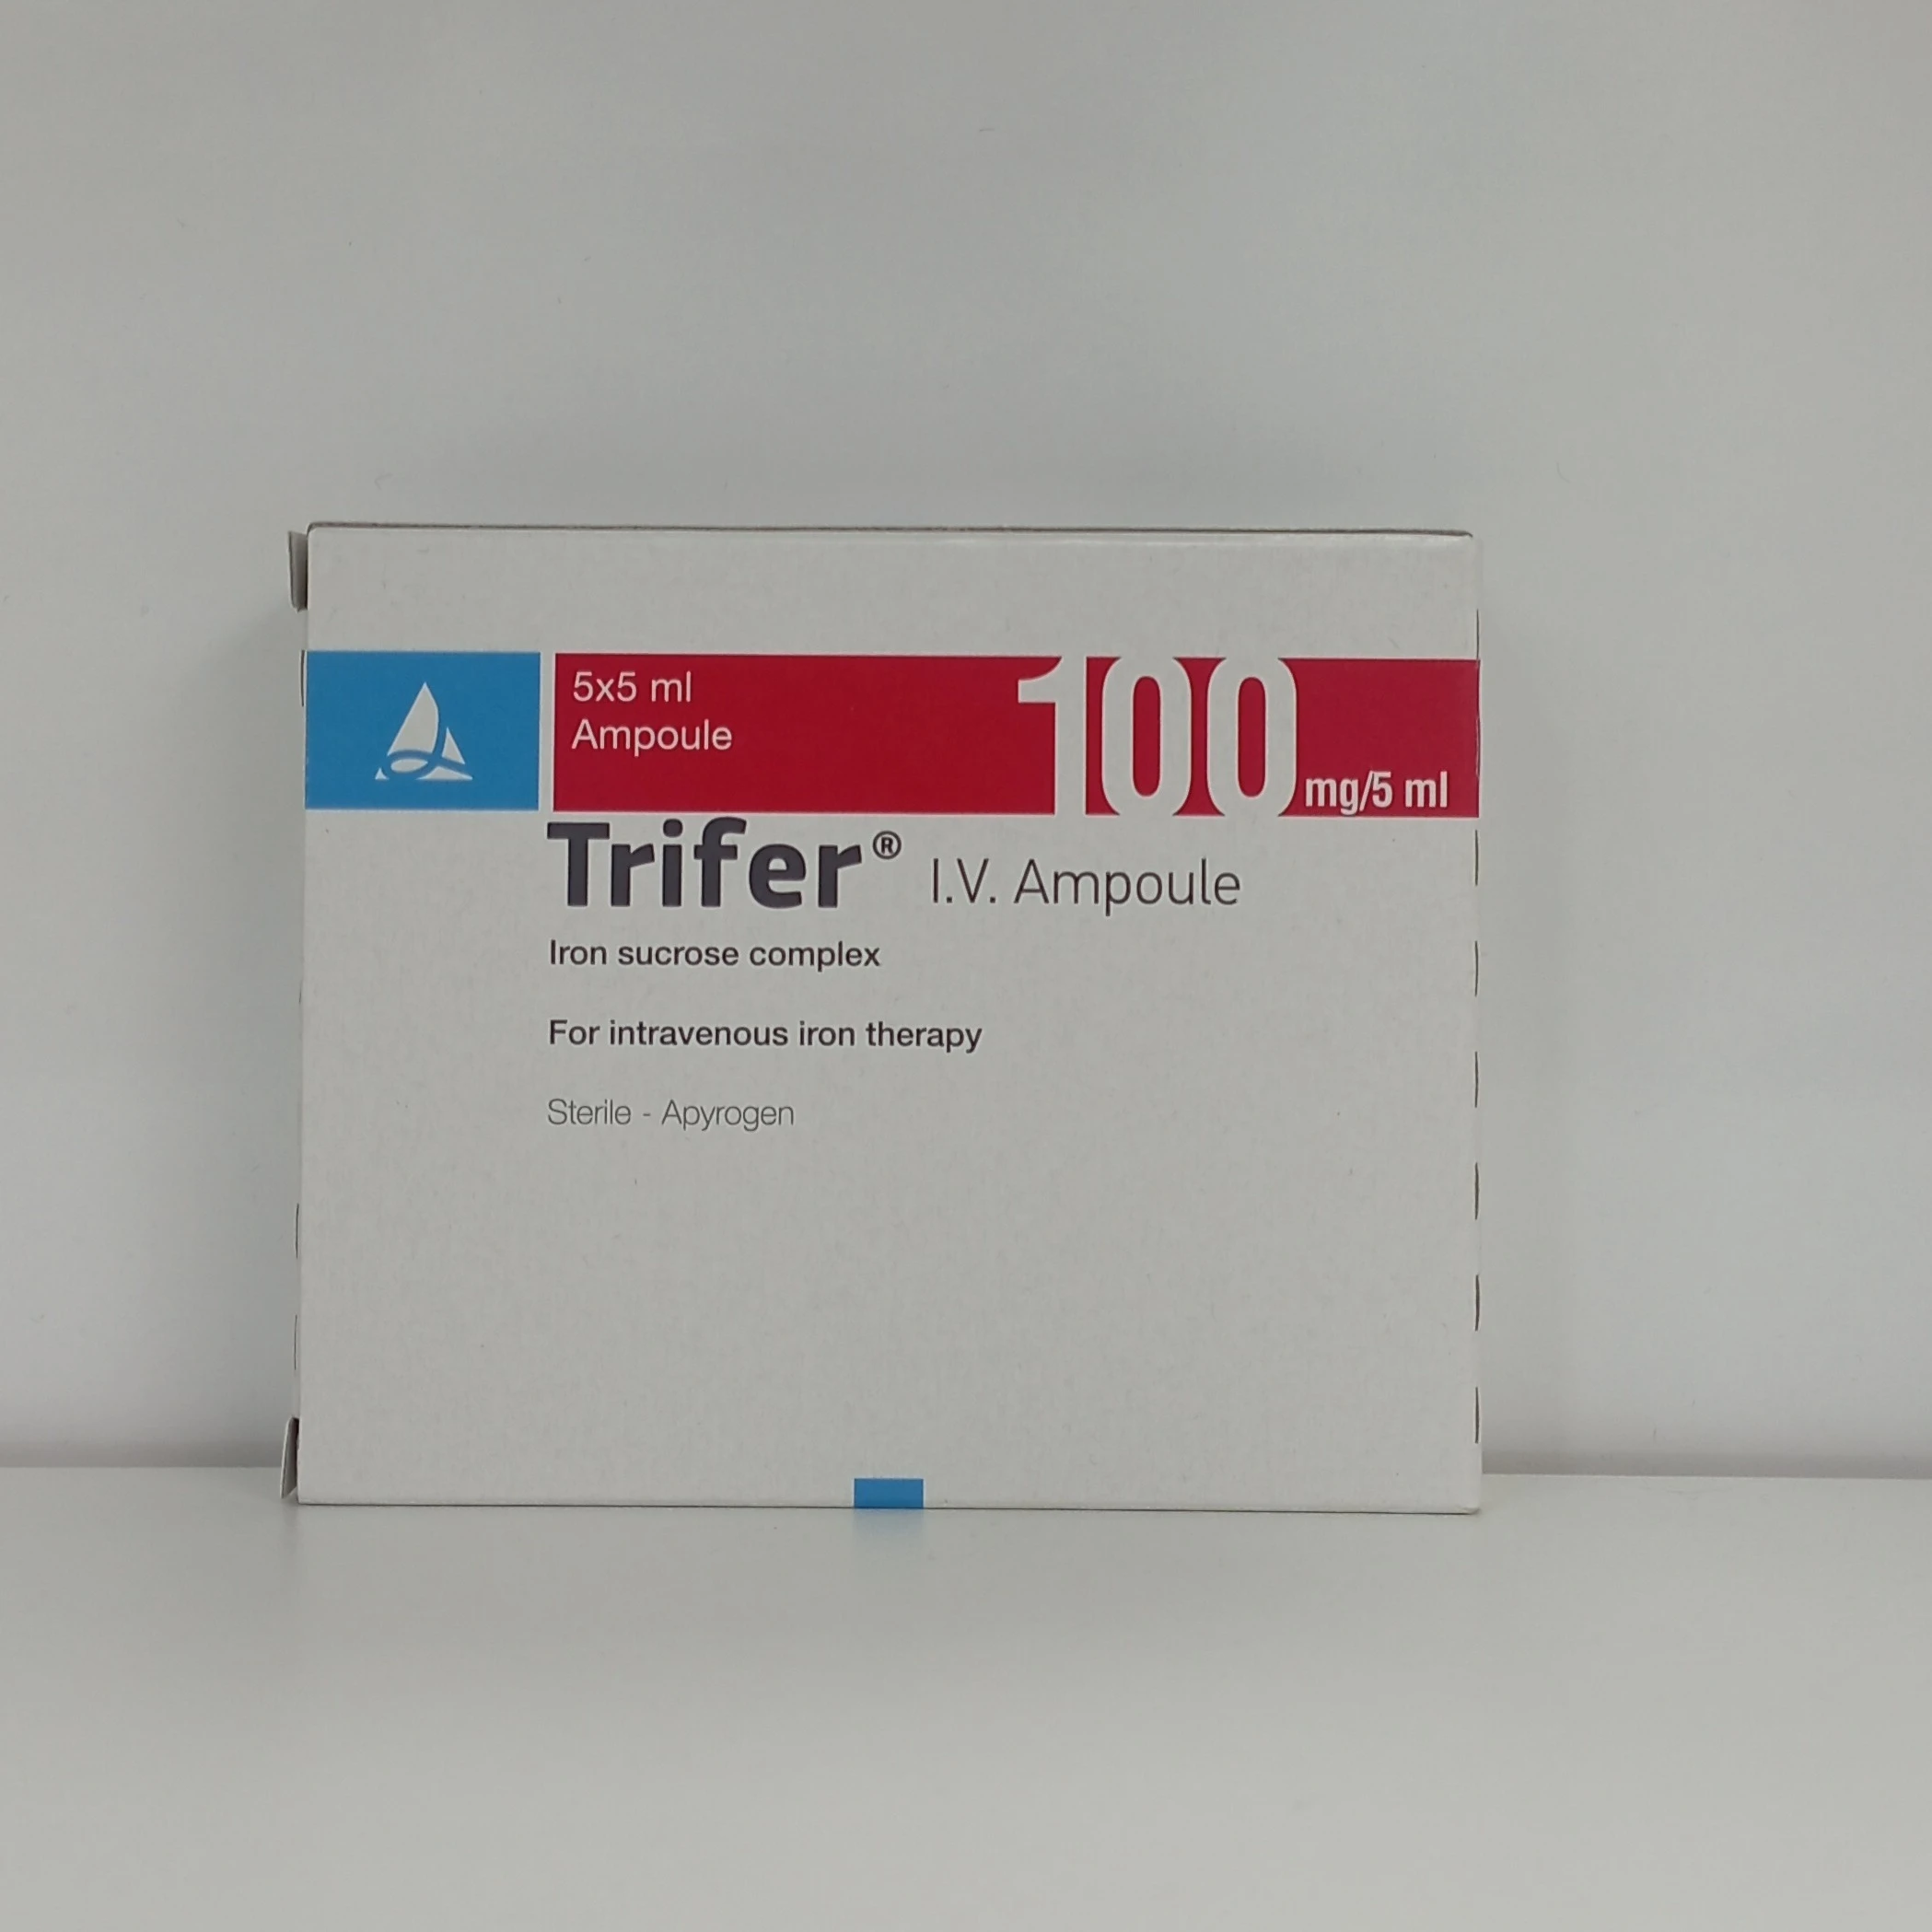 5x5 ml
Ampoule
100 mg/5 ml
Trifer® I.V. Ampoule
Iron sucrose complex
For intravenous iron therapy
Sterile - Apyrogen